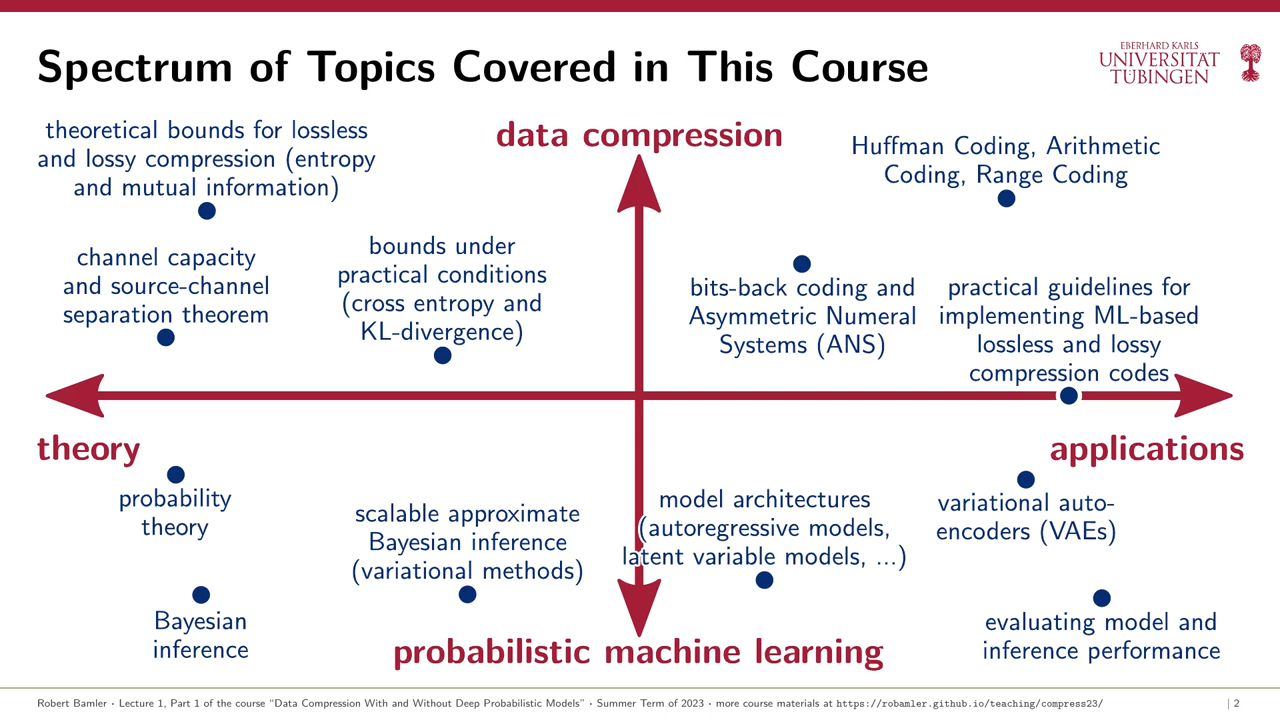 Spectrum of Topics Covered in This Course
EBERHARD KARLS
UNIVERSITÄT
TÜBINGEN
theoretical bounds for lossless
and lossy compression (entropy
and mutual information)
data compression
Huffman Coding, Arithmetic
Coding, Range Coding
channel capacity
and source-channel
separation theorem
bounds under
practical conditions
(cross entropy and
KL-divergence)
bits-back coding and
Asymmetric Numeral
Systems (ANS)
practical guidelines for
implementing ML-based
lossless and lossy
compression codes
theory
applications
probability
theory
scalable approximate
Bayesian inference
(variational methods)
model architectures
(autoregressive models,
latent variable models, ...)
variational auto-
encoders (VAEs)
Bayesian
inference
evaluating model and
inference performance
probabilistic machine learning
Robert Bamler · Lecture 1, Part 1 of the course “Data Compression With and Without Deep Probabilistic Models” · Summer Term of 2023 · more course materials at https://robamler.github.io/teaching/compress23/
| 2